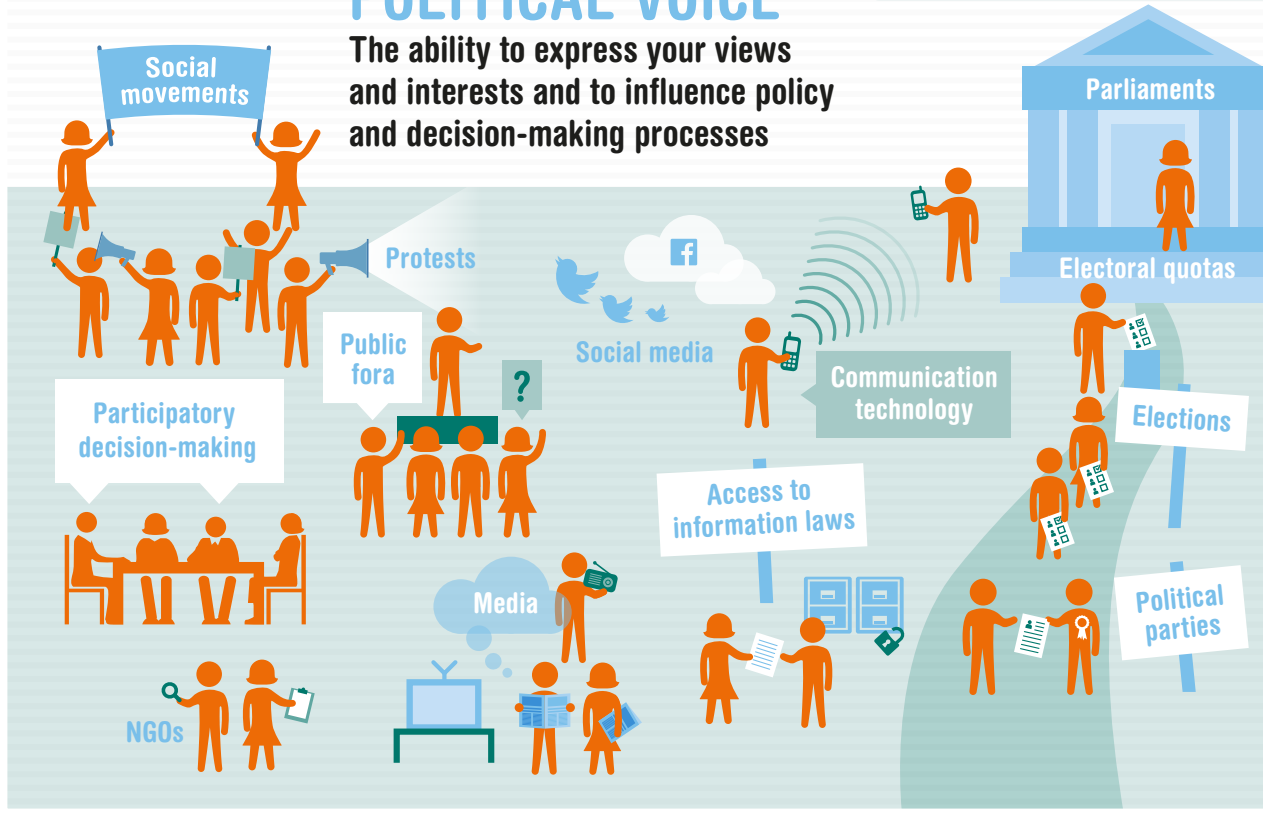 POLITICAL VOICE
The ability to express your views
and interests and to influence policy
and decision-making processes
Social
movements
Parliaments
Protests
Electoral quotas
Public
fora
?
Social media
Communication
technology
Participatory
decision-making
Elections
Access to
information laws
Media
Political
parties
NGOs